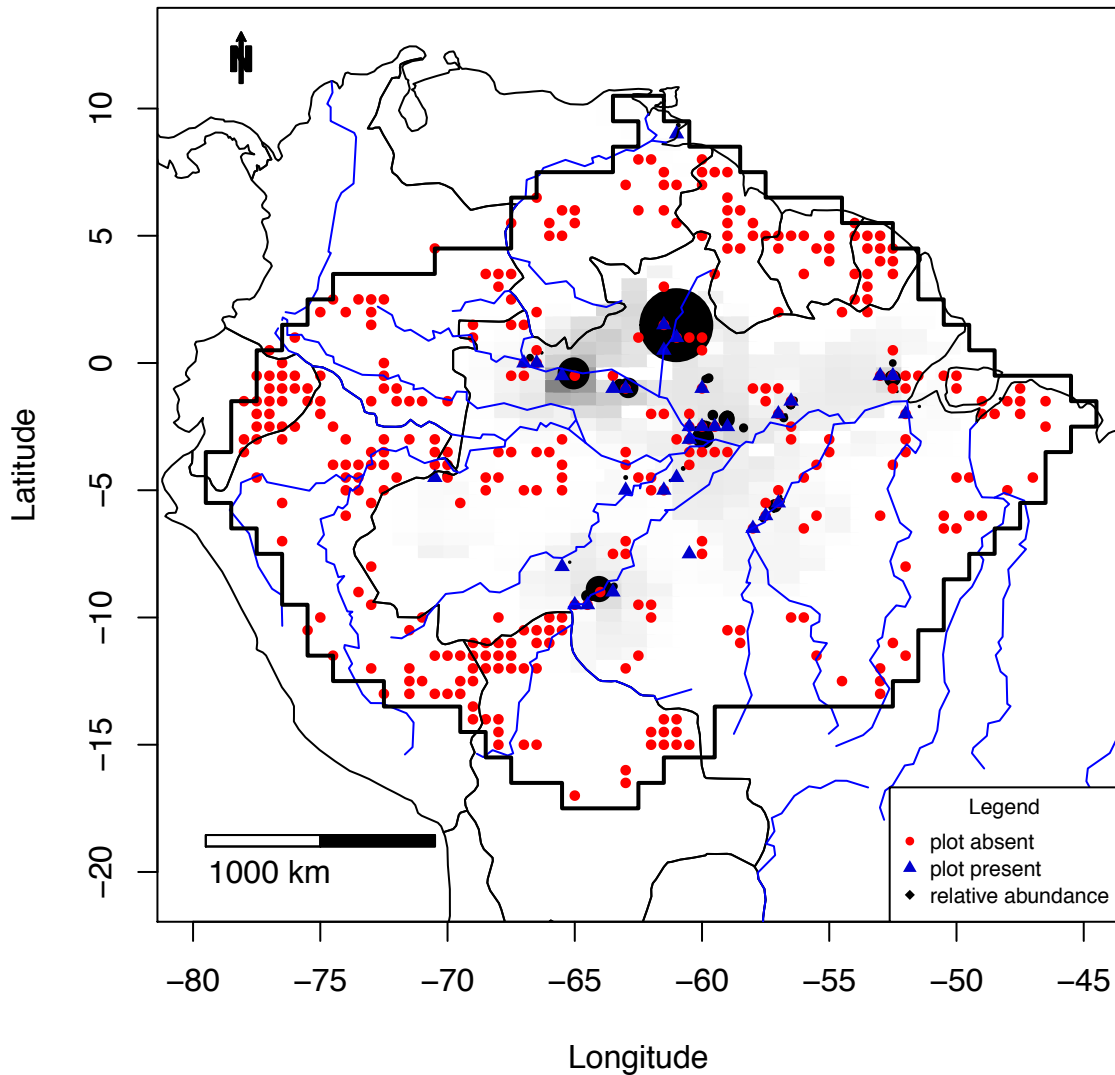 N
10
5
0
−5
−10
−15
−20
Latitude
1000 km
Legend
plot absent
plot present
relative abundance
−80
−75
−70
−65
−60
−55
−50
−45
Longitude